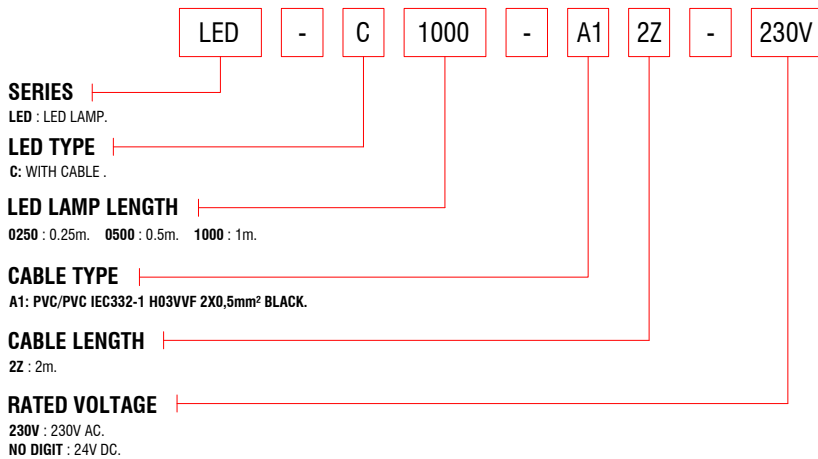 LED - C 1000 - A1 2Z - 230V
SERIES
LED : LED LAMP.
LED TYPE
C: WITH CABLE .
LED LAMP LENGTH
0250 : 0.25m. 0500 : 0.5m. 1000 : 1m.
CABLE TYPE
A1: PVC/PVC IEC332-1 H03VVF 2X0,5mm² BLACK.
CABLE LENGTH
2Z : 2m.
RATED VOLTAGE
230V : 230V AC.
NO DIGIT : 24V DC.